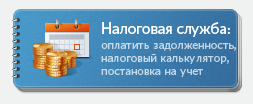 Налоговая служба:
оплатить задолженность,
налоговый калькулятор,
постановка на учет